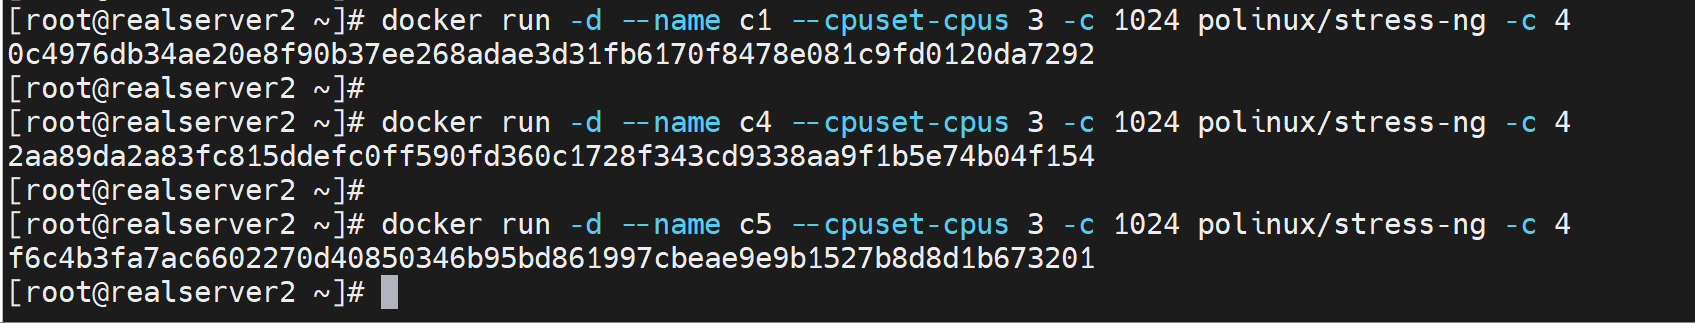 [root@realserver2 ~]# docker run -d --name c1 --cpuset-cpus 3 -c 1024 polinux/stress-ng -c 4
0c4976db34ae20e8f90b37ee268adae3d31fb6170f8478e081c9fd0120da7292
[root@realserver2 ~]#
[root@realserver2 ~]# docker run -d --name c4 --cpuset-cpus 3 -c 1024 polinux/stress-ng -c 4
2aa89da2a83fc815ddefc0ff590fd360c1728f343cd9338aa9f1b5e74b04f154
[root@realserver2 ~]#
[root@realserver2 ~]# docker run -d --name c5 --cpuset-cpus 3 -c 1024 polinux/stress-ng -c 4
f6c4b3fa7ac6602270d40850346b95bd861997cbeae9e9b1527b8d8d1b673201
[root@realserver2 ~]#